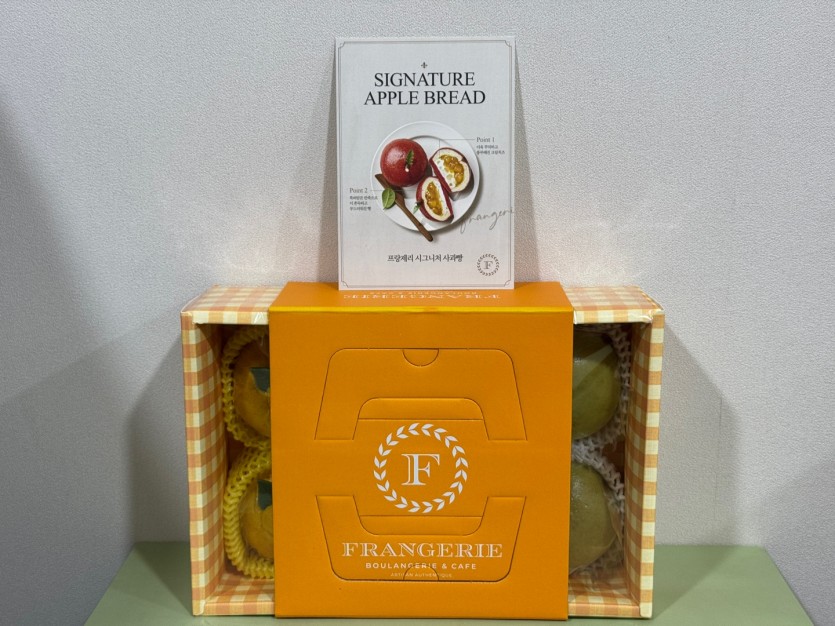 SIGNATURE
APPLE BREAD
Point 1
Point 2
프랑제리 시그니처 사과빵
F
F
FRANGERIE
BOULANGERIE & CAFE
ARTISAN AUTHENTIQUE